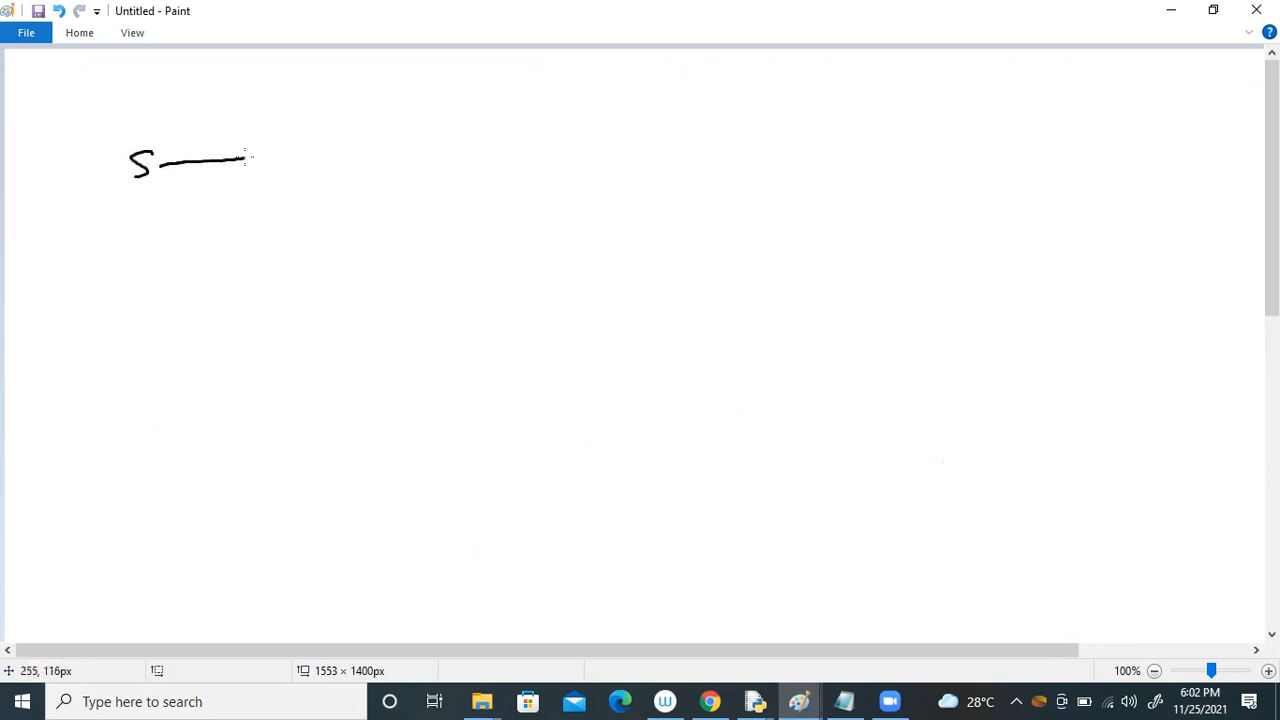 Untitled - Paint
File Home View
S
255, 116px 1553 × 1400px 100%
Type here to search W 28°C 6:02 PM
11/25/2021